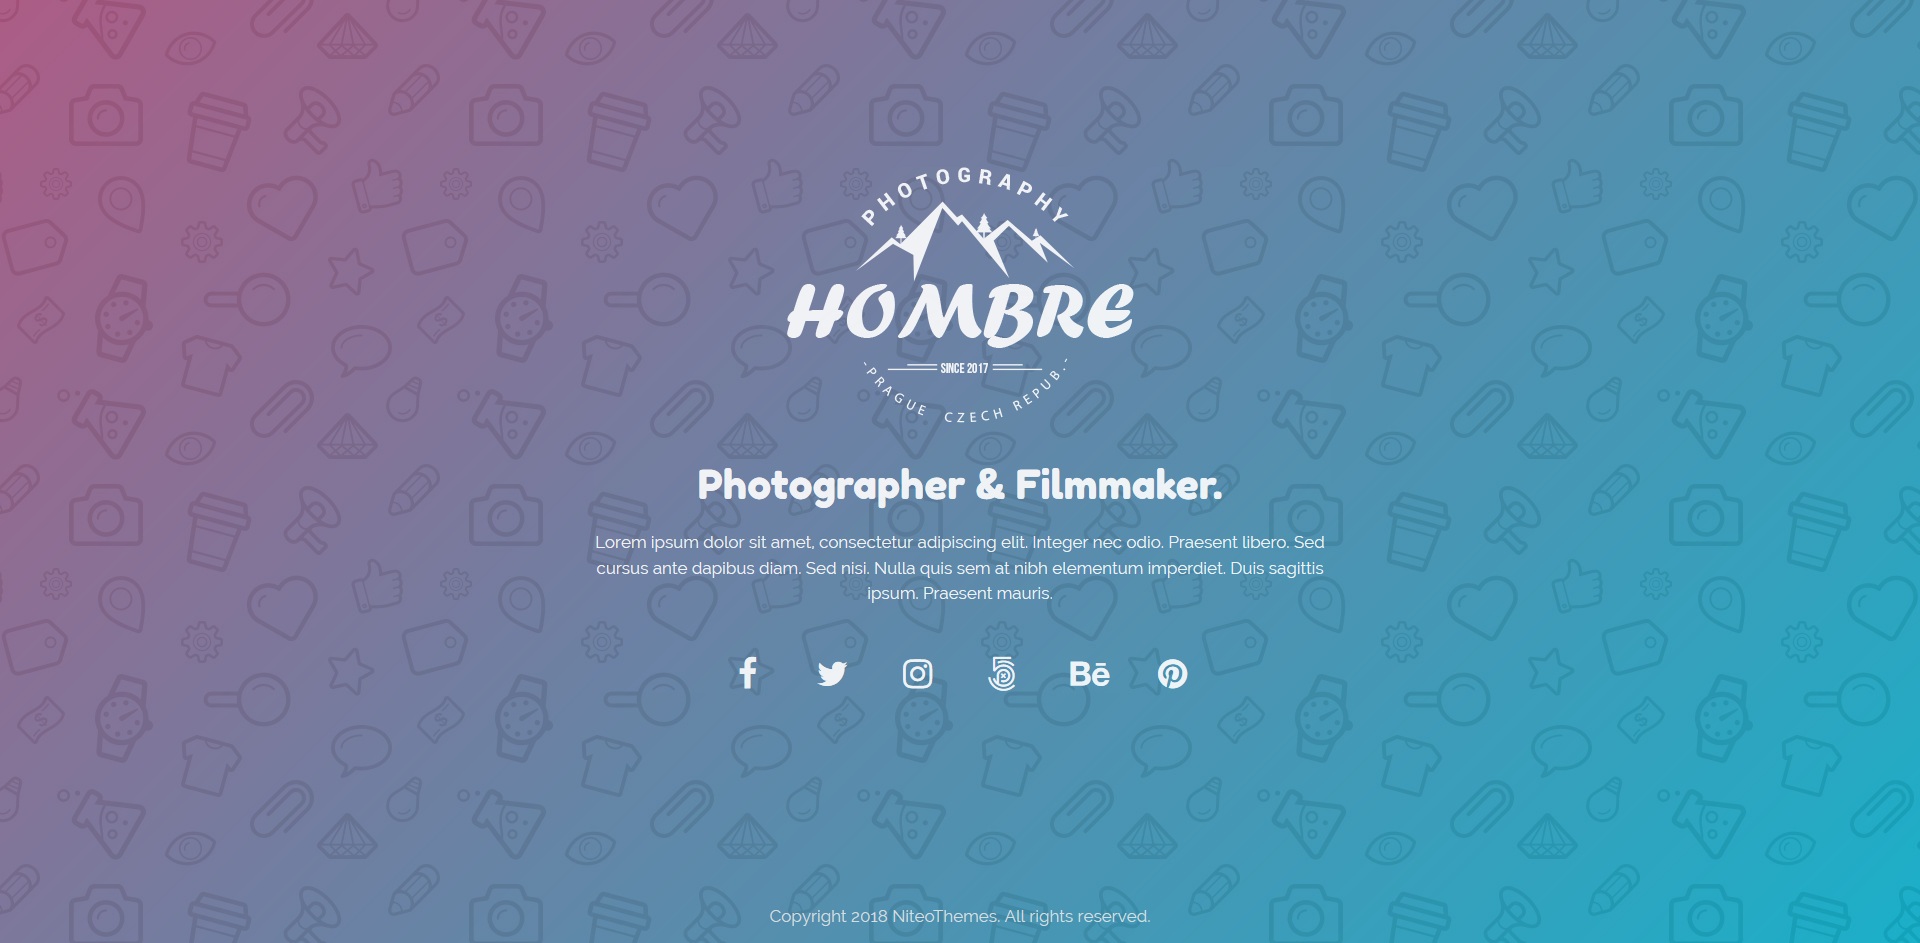 PHOTOGRAPHY
HOMBRE
SINCE 2017
-PRAGUE CZECH REPUB.-
Photographer & Filmmaker.
Lorem ipsum dolor sit amet, consectetur adipiscing elit. Integer nec odio. Praesent libero. Sed
cursus ante dapibus diam. Sed nisi. Nulla quis sem at nibh elementum imperdiet. Duis sagittis
ipsum. Praesent mauris.
Bē
Copyright 2018 NiteoThemes. All rights reserved.